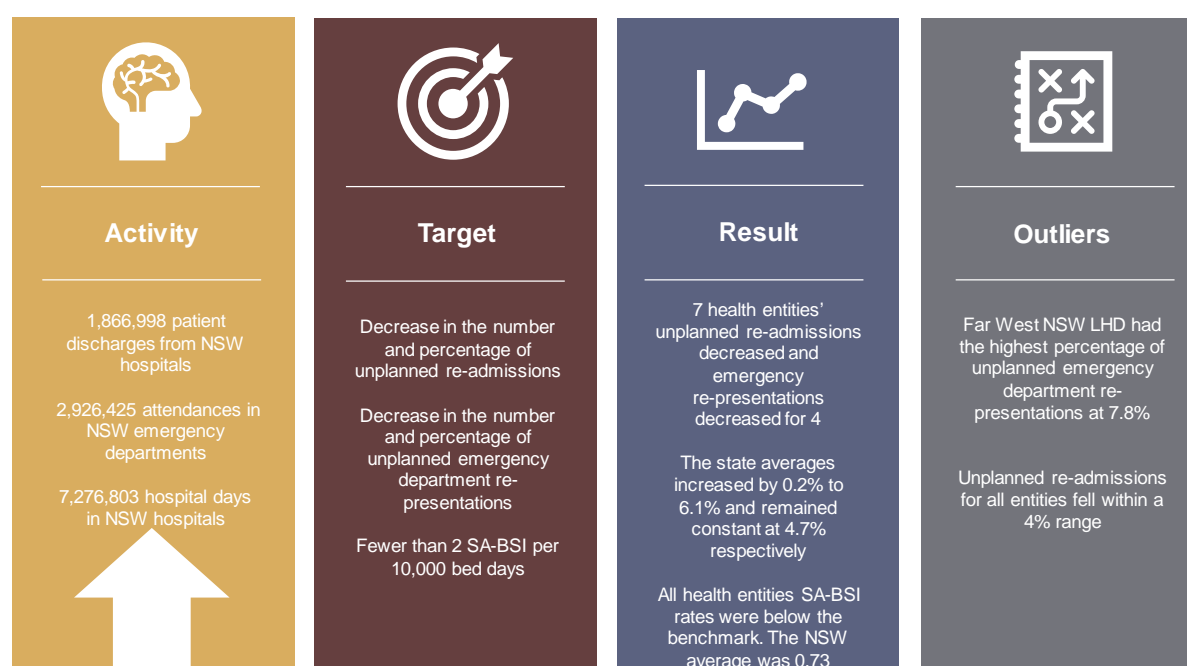 Activity
1,866,998 patient
discharges from NSW
hospitals
2,926,425 attendances in
NSW emergency
departments
7,276,803 hospital days
in NSW hospitals
Target
Decrease in the number
and percentage of
unplanned re-admissions
Decrease in the number
and percentage of
unplanned emergency
department re-
presentations
Fewer than 2 SA-BSI per
10,000 bed days
Result
7 health entities’
unplanned re-admissions
decreased and
emergency
re-presentations
decreased for 4
The state averages
increased by 0.2% to
6.1% and remained
constant at 4.7%
respectively
All health entities SA-BSI
rates were below the
benchmark. The NSW
average was 0.73
Outliers
Far West NSW LHD had
the highest percentage of
unplanned emergency
department re-
presentations at 7.8%
Unplanned re-admissions
for all entities fell within a
4% range